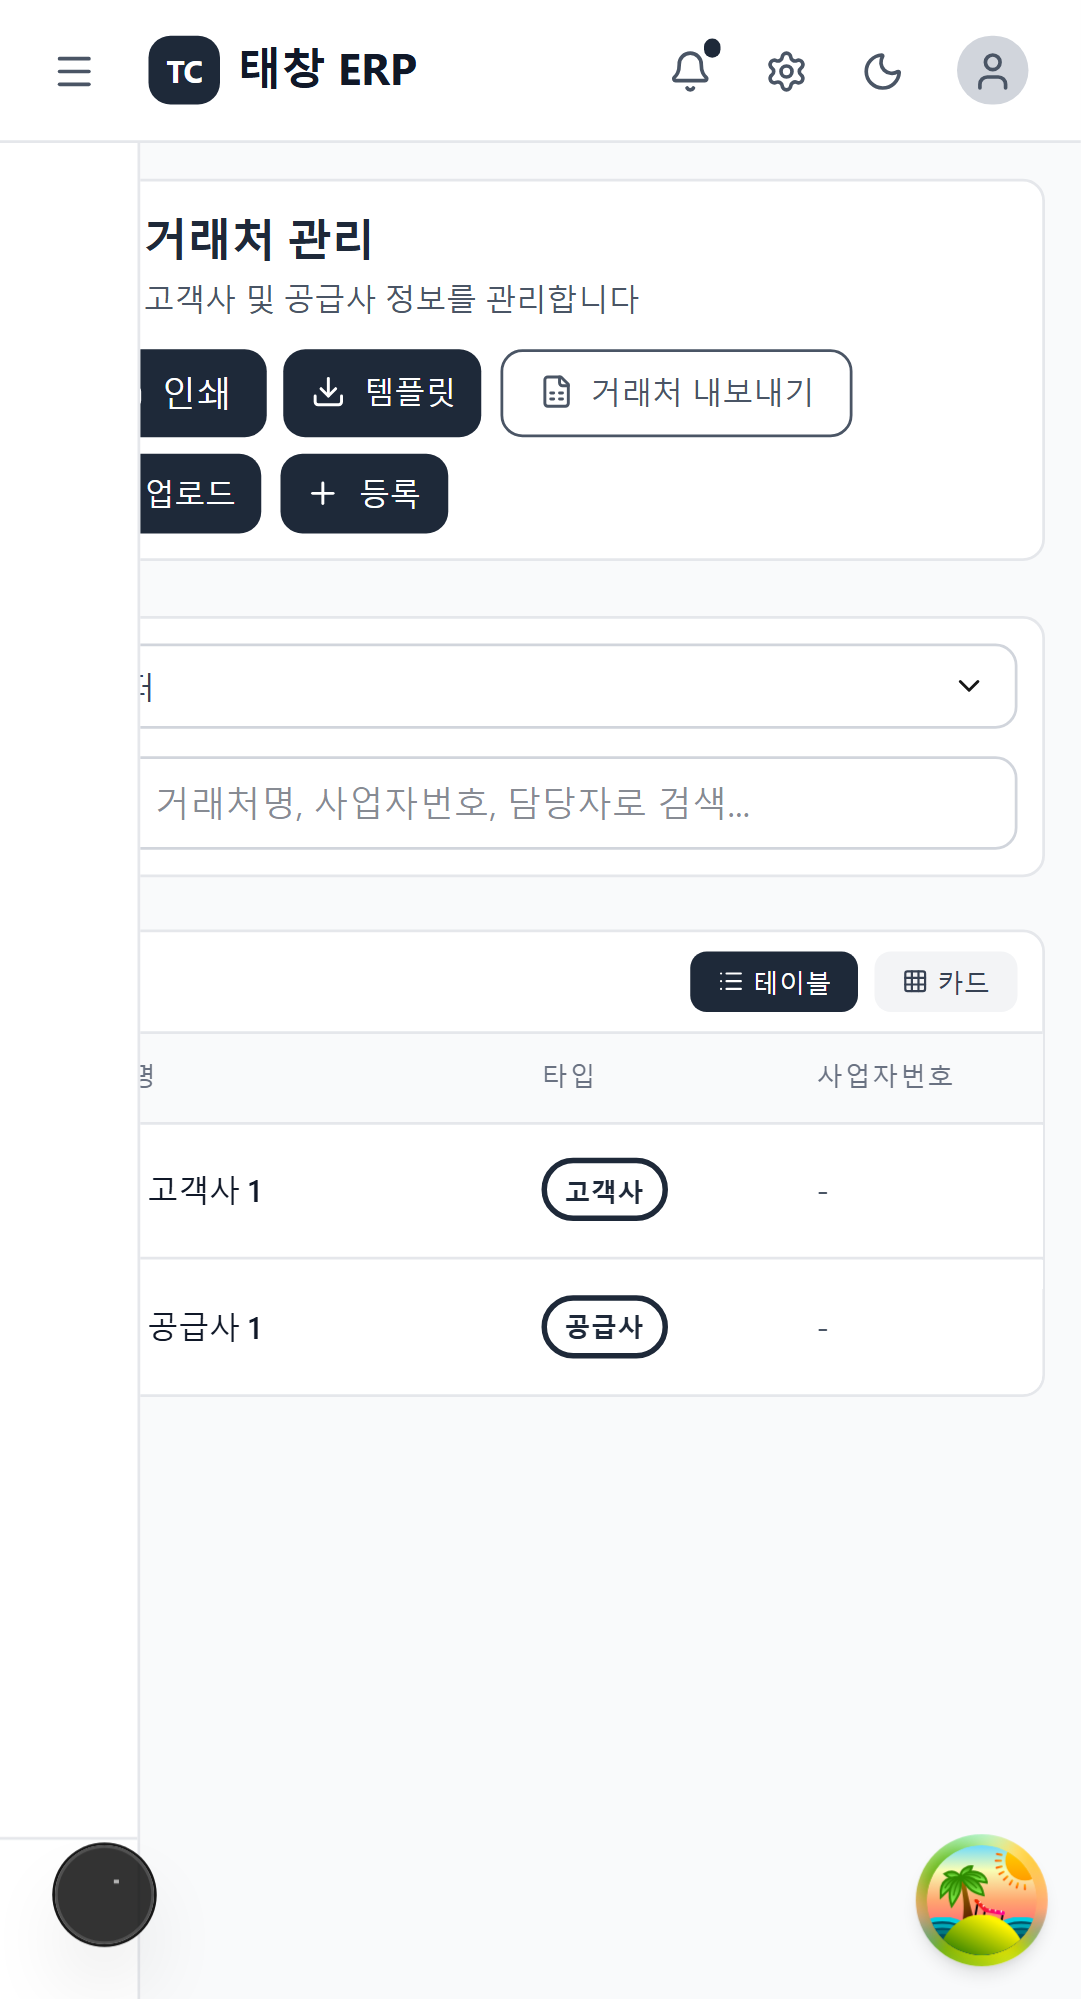 TC 태창 ERP
거래처 관리
고객사 및 공급사 정보를 관리합니다
인쇄 템플릿 거래처 내보내기
업로드 등록
거래처명, 사업자번호, 담당자로 검색...
테이블 카드
타입 사업자번호
고객사 1 고객사 -
공급사 1 공급사 -